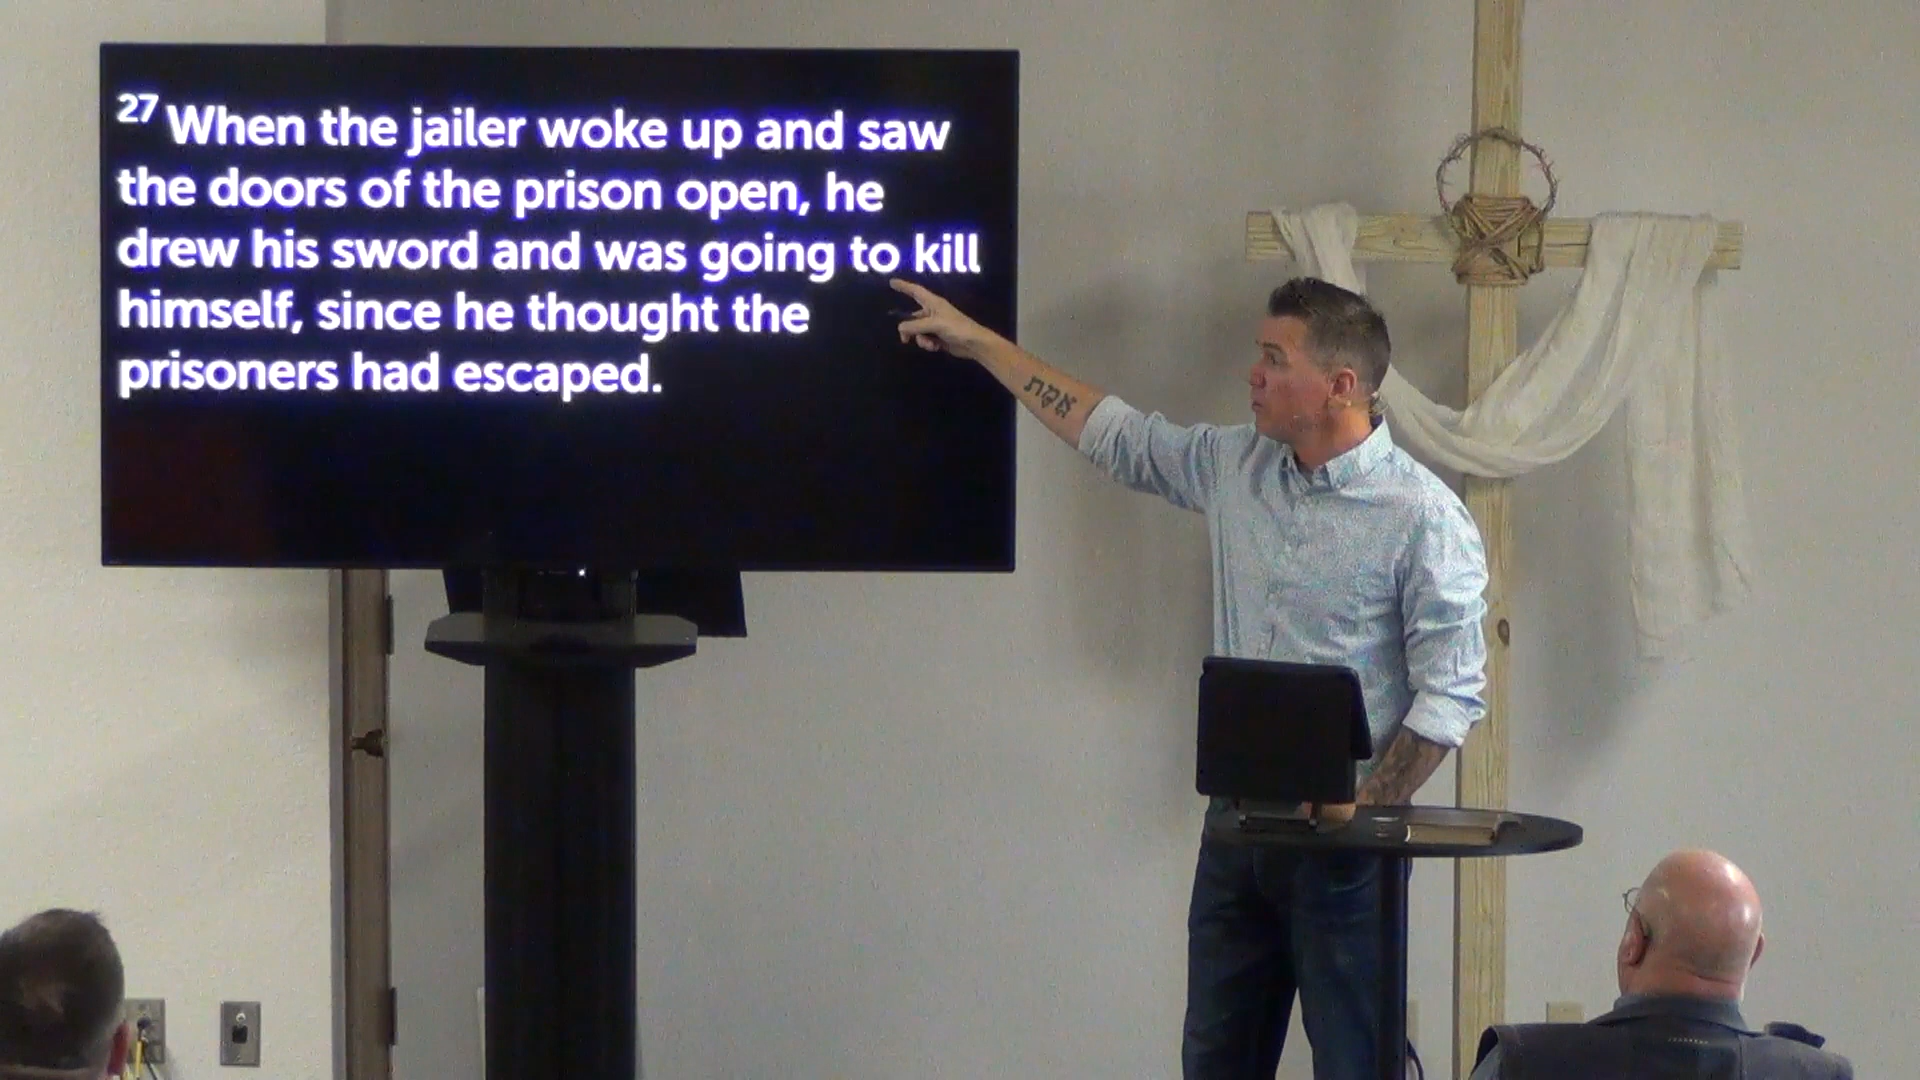 27 When the jailer woke up and saw
the doors of the prison open, he
drew his sword and was going to kill
himself, since he thought the
prisoners had escaped.